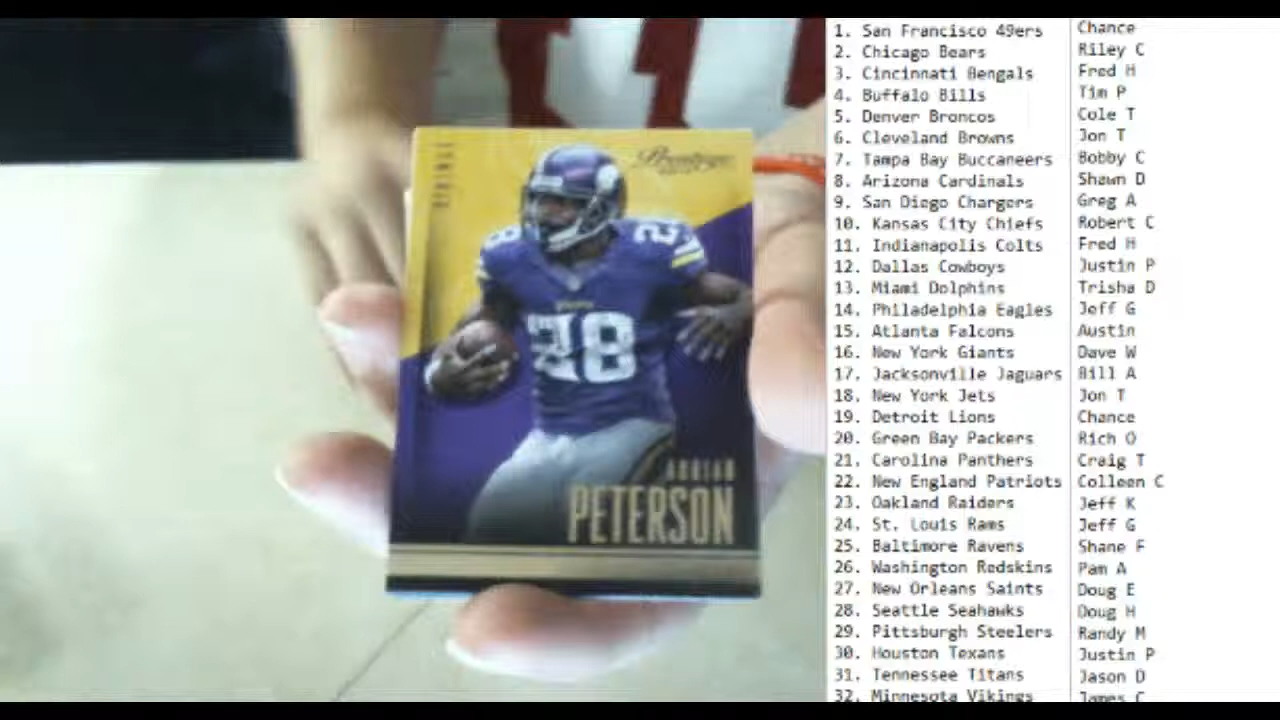 VIKINGS
Prestige
28
28
VIKINGS
28
ADRIAN
PETERSON
1. San Francisco 49ers Chance
2. Chicago Bears Riley C
3. Cincinnati Bengals Fred H
4. Buffalo Bills Tim P
5. Denver Broncos Cole T
6. Cleveland Browns Jon T
7. Tampa Bay Buccaneers Bobby C
8. Arizona Cardinals Shawn D
9. San Diego Chargers Greg A
10. Kansas City Chiefs Robert C
11. Indianapolis Colts Fred H
12. Dallas Cowboys Justin P
13. Miami Dolphins Trisha D
14. Philadelphia Eagles Jeff G
15. Atlanta Falcons Austin
16. New York Giants Dave W
17. Jacksonville Jaguars Bill A
18. New York Jets Jon T
19. Detroit Lions Chance
20. Green Bay Packers Rich O
21. Carolina Panthers Craig T
22. New England Patriots Colleen C
23. Oakland Raiders Jeff K
24. St. Louis Rams Jeff G
25. Baltimore Ravens Shane F
26. Washington Redskins Pam A
27. New Orleans Saints Doug E
28. Seattle Seahawks Doug H
29. Pittsburgh Steelers Randy M
30. Houston Texans Justin P
31. Tennessee Titans Jason D
32. Minnesota Vikings James C